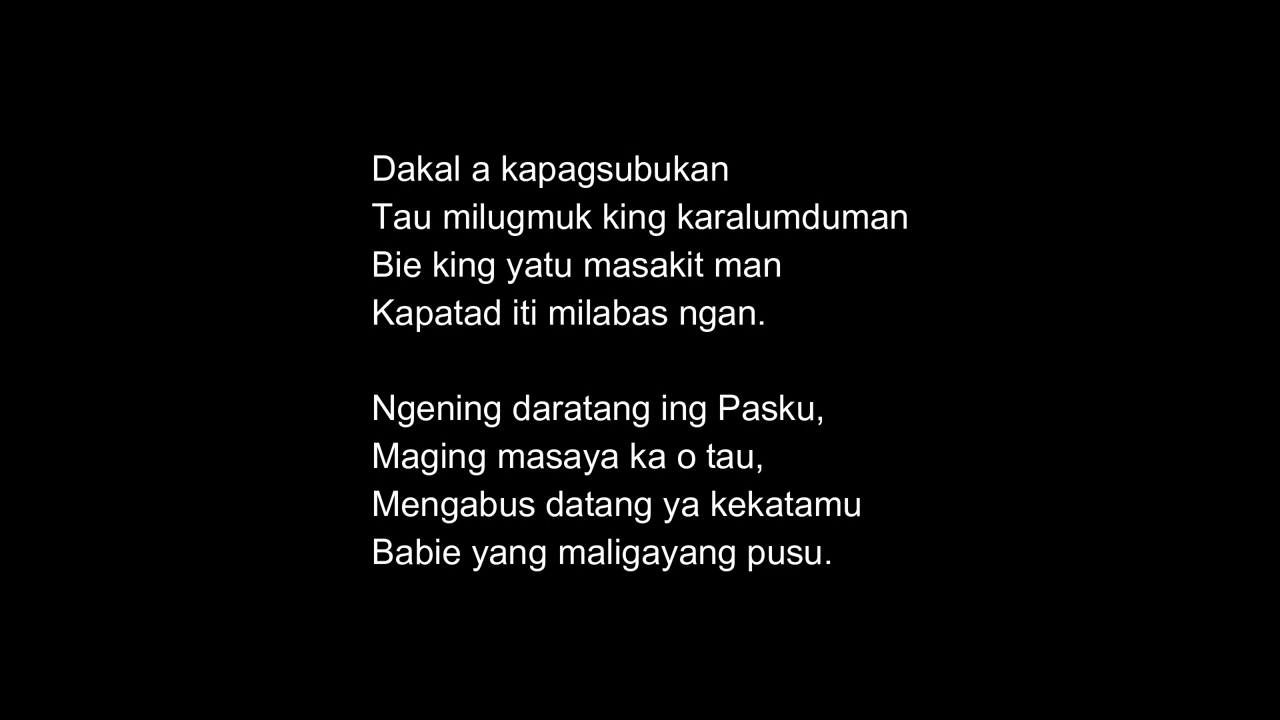 Dakal a kapagsubukan
Tau milugmuk king karalumduman
Bie king yatu masakit man
Kapatad iti milabas ngan.
Ngening daratang ing Pasku,
Maging masaya ka o tau,
Mengabus datang ya kekatamu
Babie yang maligayang pusu.